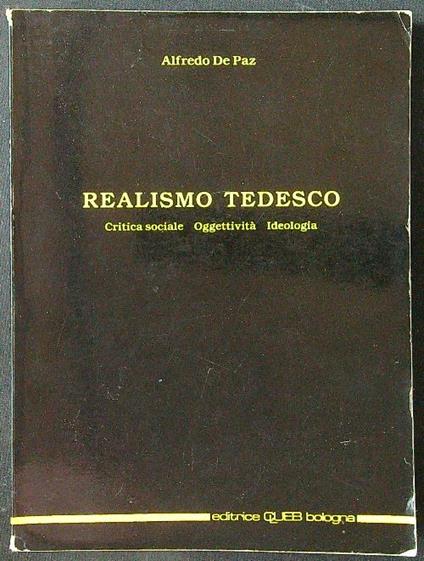 Alfredo De Paz
REALISMO TEDESCO
Critica sociale Oggettività Ideologia
editrice CLUEB bologna